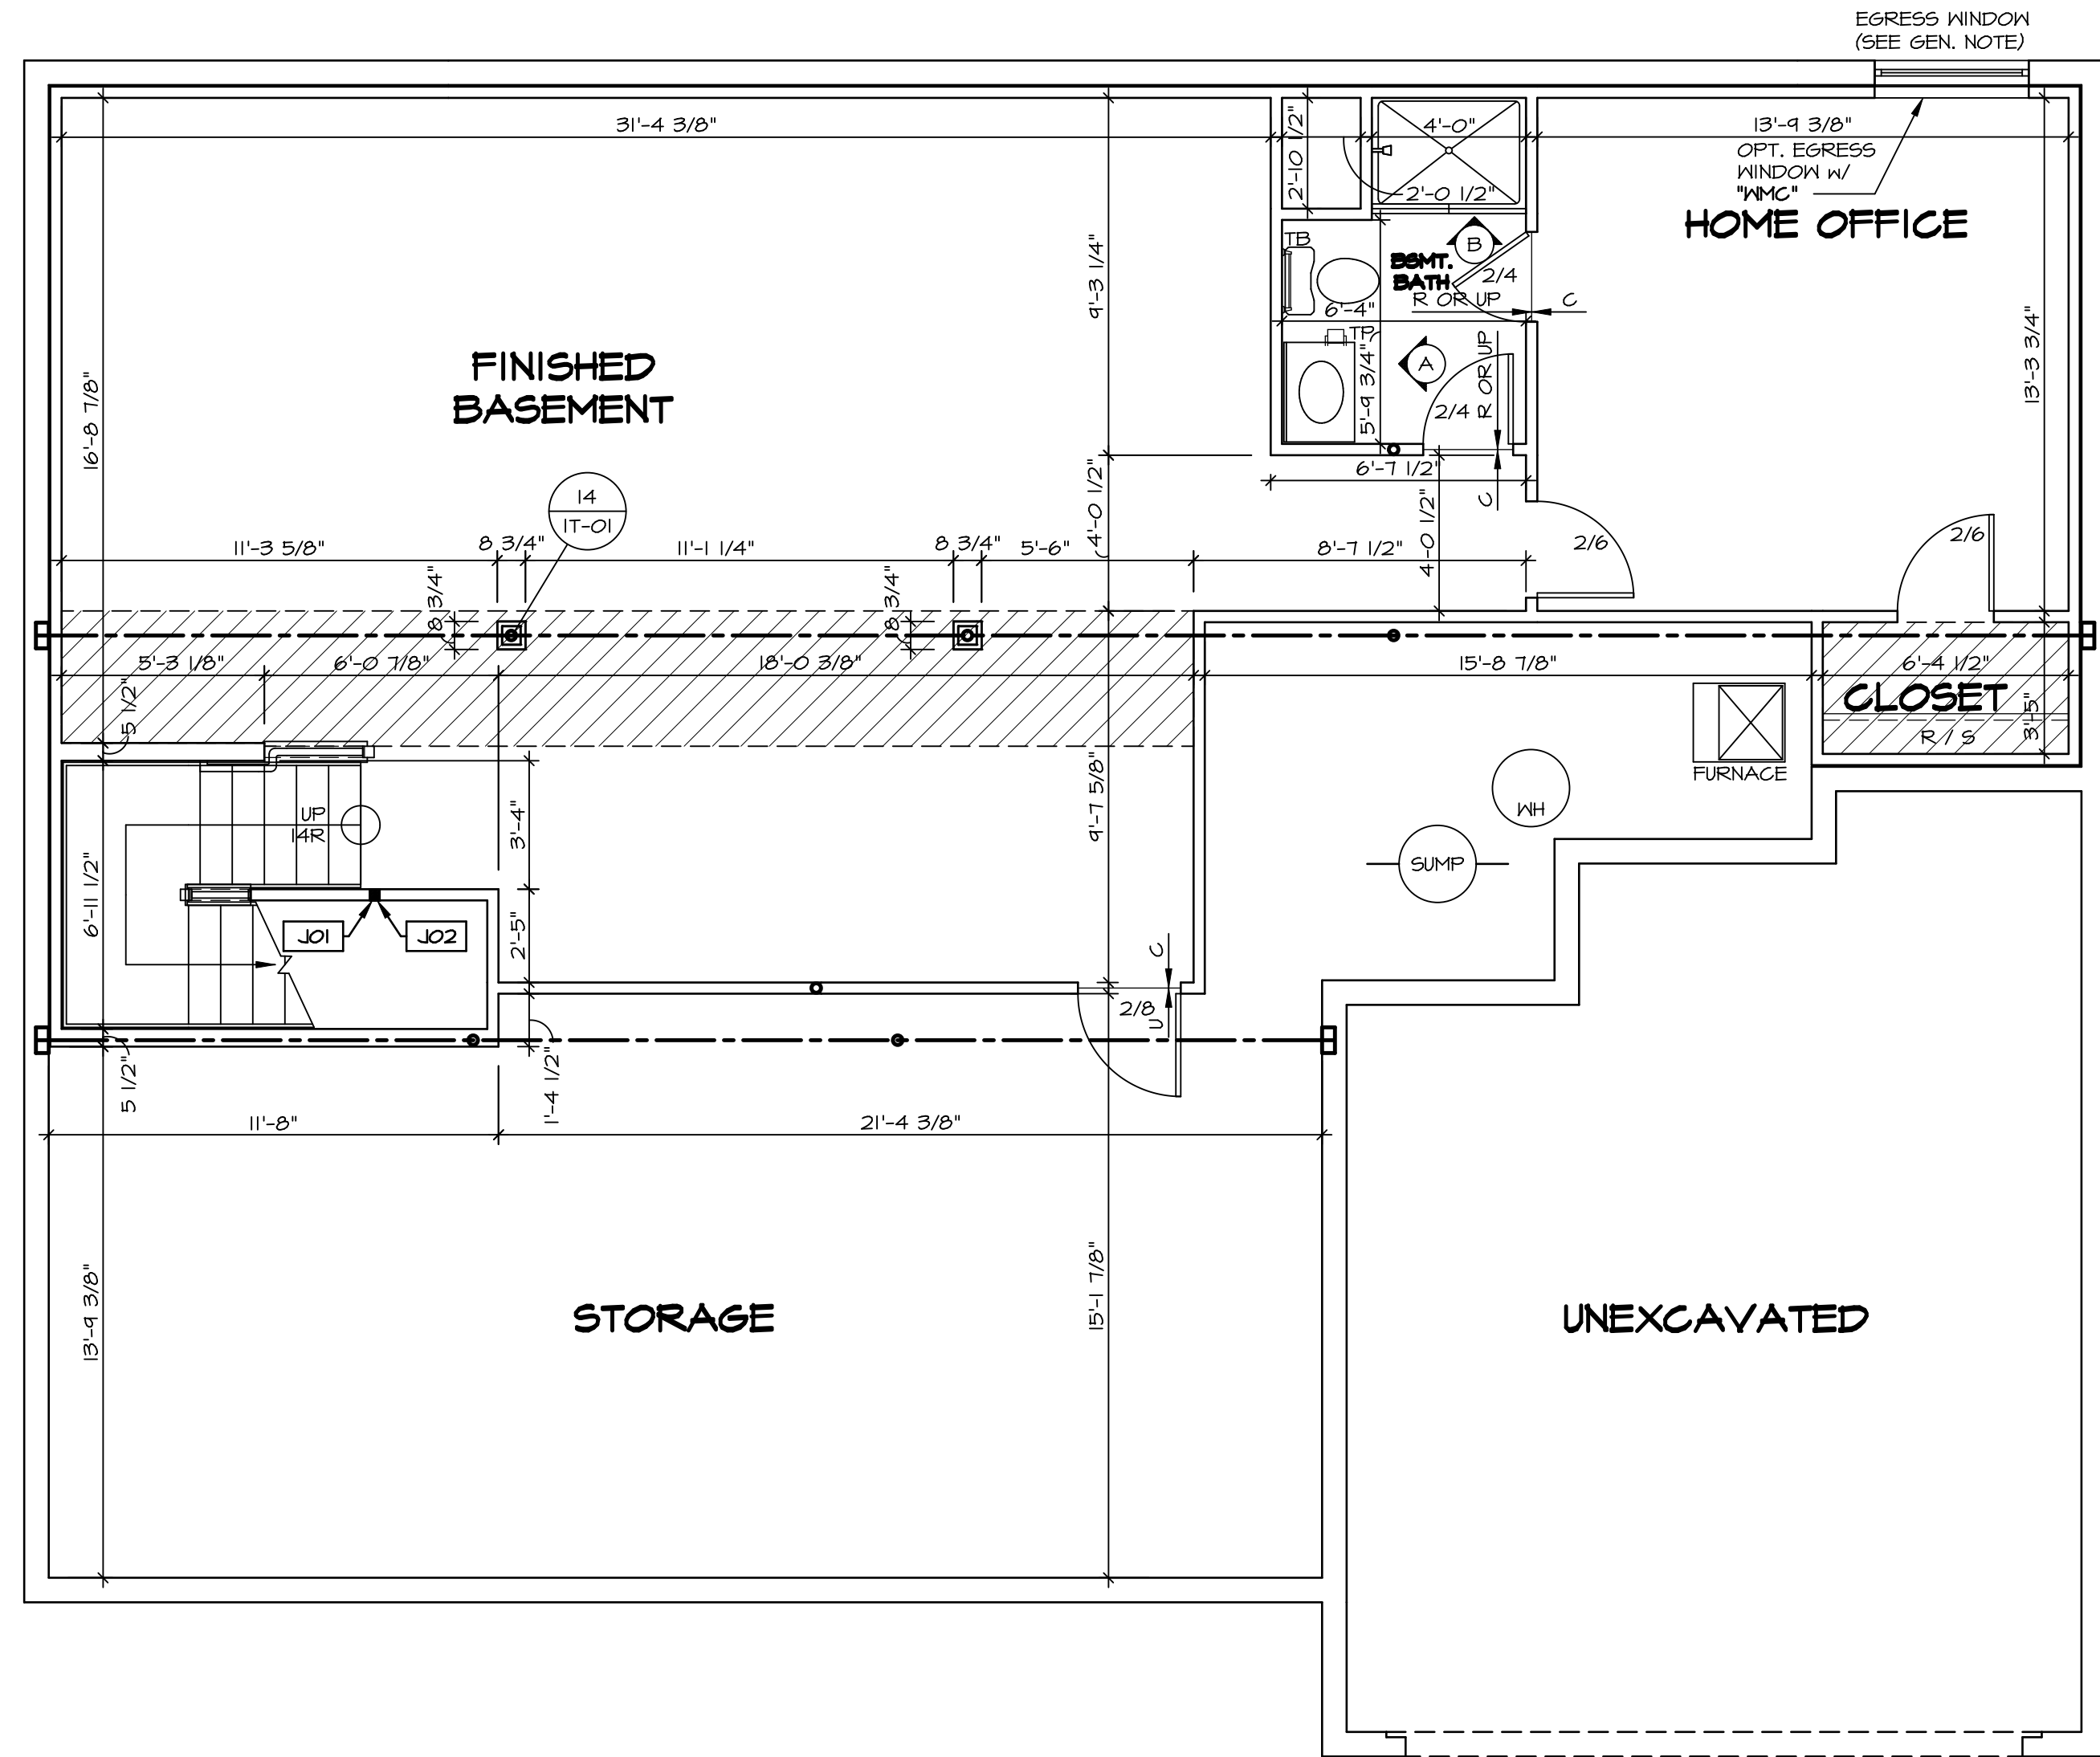 EGRESS WINDOW
(SEE GEN. NOTE)
31'-4 3/8"
2'-10 1/2"
4'-0"
2'-0 1/2"
13'-9 3/8"
OPT. EGRESS
WINDOW w/
"WMC"
HOME OFFICE
9'-3 1/4"
TB
BSMT.
BATH
B
2/4
R OR UP
C
6'-4"
TP
5'-9 3/4"
A
2/4
R OR UP
C
13'-3 3/4"
16'-8 7/8"
FINISHED
BASEMENT
6'-7 1/2"
4'-0 1/2"
4'-0 1/2"
14
1T-01
11'-3 5/8"
8 3/4"
11'-1 1/4"
8 3/4"
5'-6"
8'-7 1/2"
2/6
2/6
8 3/4"
8 3/4"
5'-3 1/8"
6'-0 7/8"
18'-0 3/8"
15'-8 7/8"
6'-4 1/2"
5 1/2"
CLOSET
3'-5"
R / S
FURNACE
WH
SUMP
UP
14R
3'-4"
9'-7 5/8"
6'-11 1/2"
J01
J02
2'-5"
C
2/8
U
5 1/2"
1'-4 1/2"
11'-8"
21'-4 3/8"
13'-9 3/8"
15'-1 7/8"
STORAGE
UNEXCAVATED